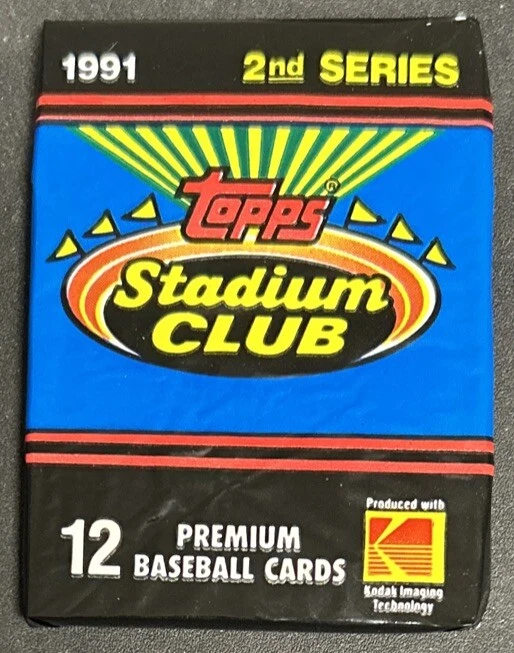 1991 2nd SERIES
Topps®
Stadium
CLUB
12 PREMIUM
BASEBALL CARDS
Produced with
K
Kodak Imaging
Technology